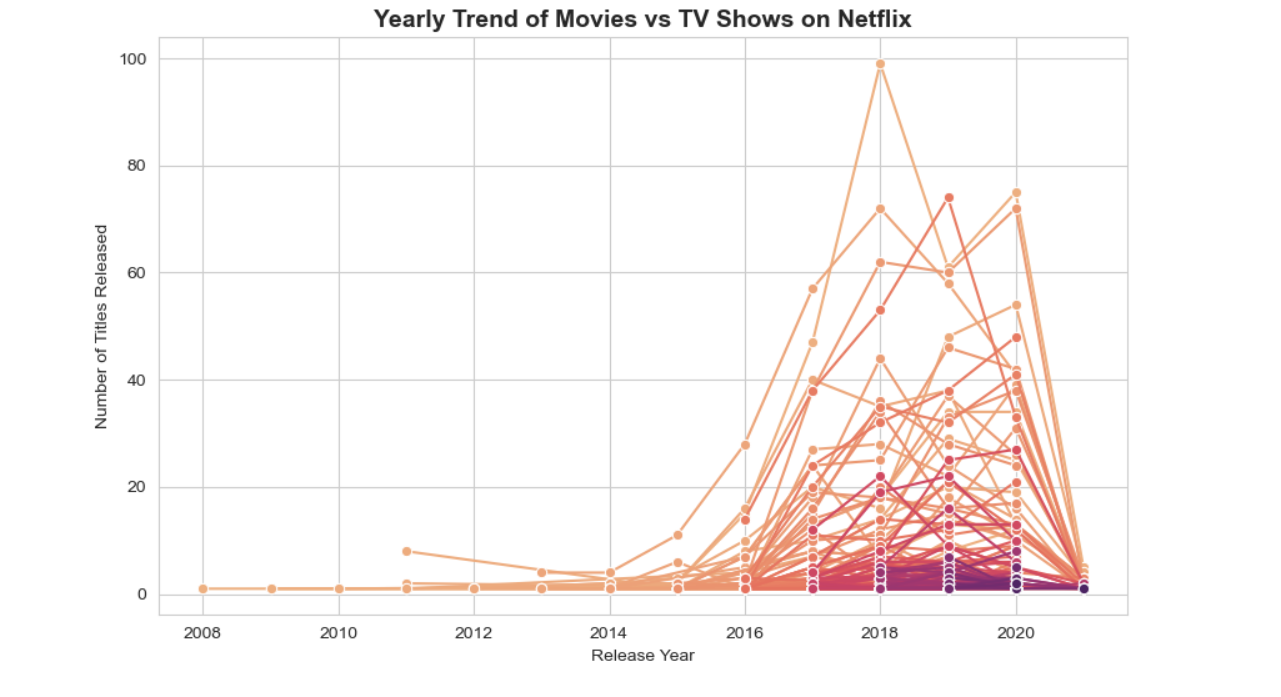 Yearly Trend of Movies vs TV Shows on Netflix
100
80
60
40
20
0
Number of Titles Released
2008 2010 2012 2014 2016 2018 2020
Release Year